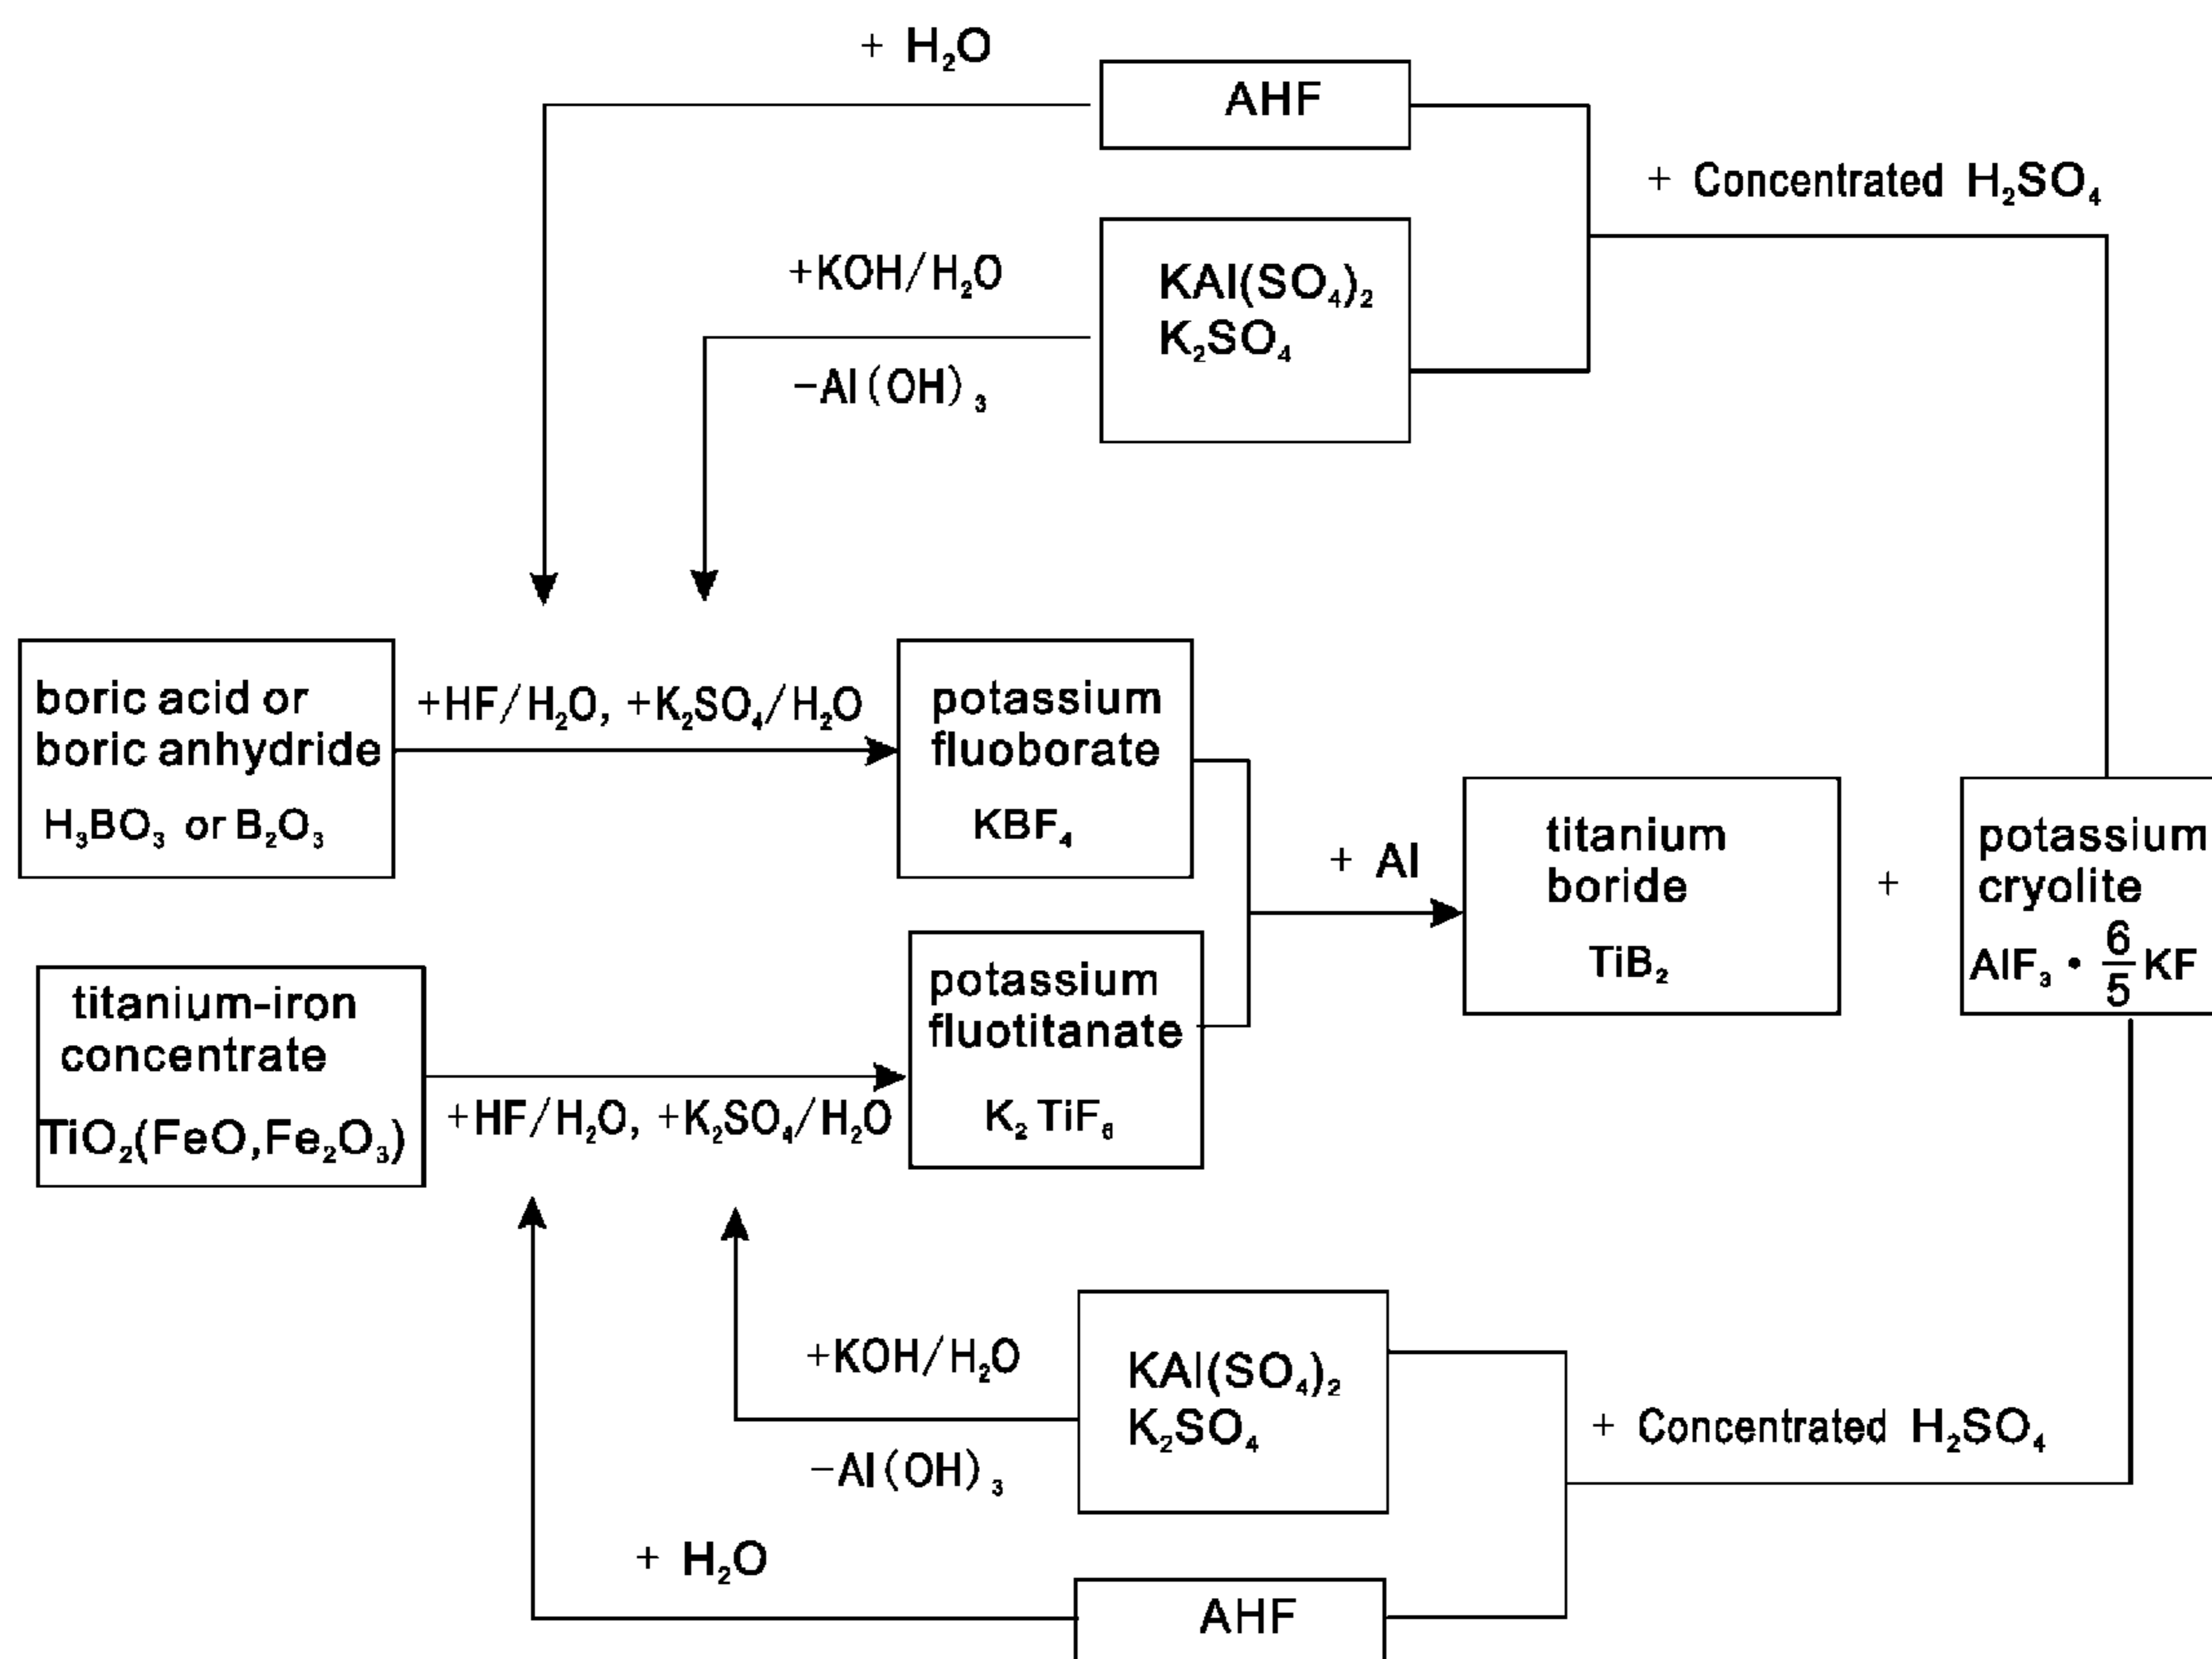 + H₂O
AHF
+ Concentrated H₂SO₄
+KOH/H₂O
-Al(OH)₃
KAl(SO₄)₂
K₂SO₄
boric acid or
boric anhydride
H₃BO₃ or B₂O₃
+HF/H₂O, +K₂SO₄/H₂O
potassium
fluoborate
KBF₄
titanium-iron
concentrate
TiO₂(FeO,Fe₂O₃)
+HF/H₂O, +K₂SO₄/H₂O
potassium
fluotitanate
K₂TiF₆
+ Al
titanium
boride
TiB₂
+
potassium
cryolite
AlF₃ • 6/5 KF
+KOH/H₂O
-Al(OH)₃
KAl(SO₄)₂
K₂SO₄
+ Concentrated H₂SO₄
+ H₂O
AHF